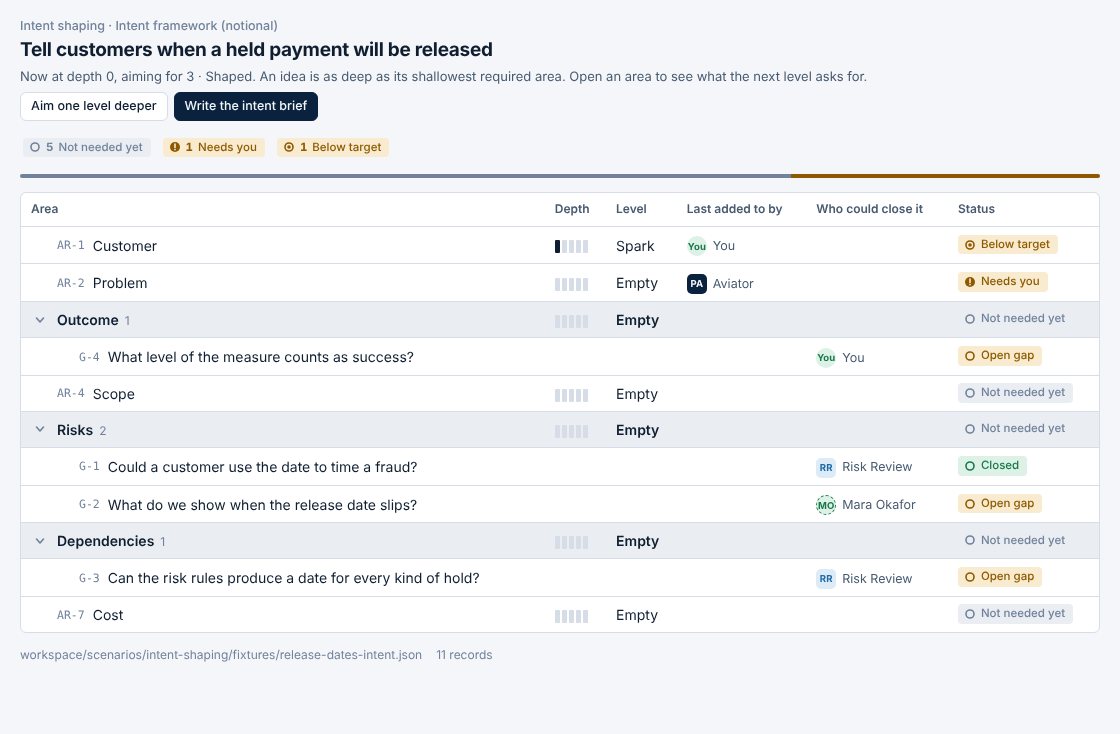 Intent shaping · Intent framework (notional)
Tell customers when a held payment will be released
Now at depth 0, aiming for 3 · Shaped. An idea is as deep as its shallowest required area. Open an area to see what the next level asks for.
Aim one level deeper Write the intent brief
5 Not needed yet 1 Needs you 1 Below target
Area Depth Level Last added to by Who could close it Status
AR-1 Customer Spark You You Below target
AR-2 Problem Empty PA Aviator Needs you
Outcome 1 Empty Not needed yet
G-4 What level of the measure counts as success? You You Open gap
AR-4 Scope Empty Not needed yet
Risks 2 Empty Not needed yet
G-1 Could a customer use the date to time a fraud? RR Risk Review Closed
G-2 What do we show when the release date slips? MO Mara Okafor Open gap
Dependencies 1 Empty Not needed yet
G-3 Can the risk rules produce a date for every kind of hold? RR Risk Review Open gap
AR-7 Cost Empty Not needed yet
workspace/scenarios/intent-shaping/fixtures/release-dates-intent.json 11 records